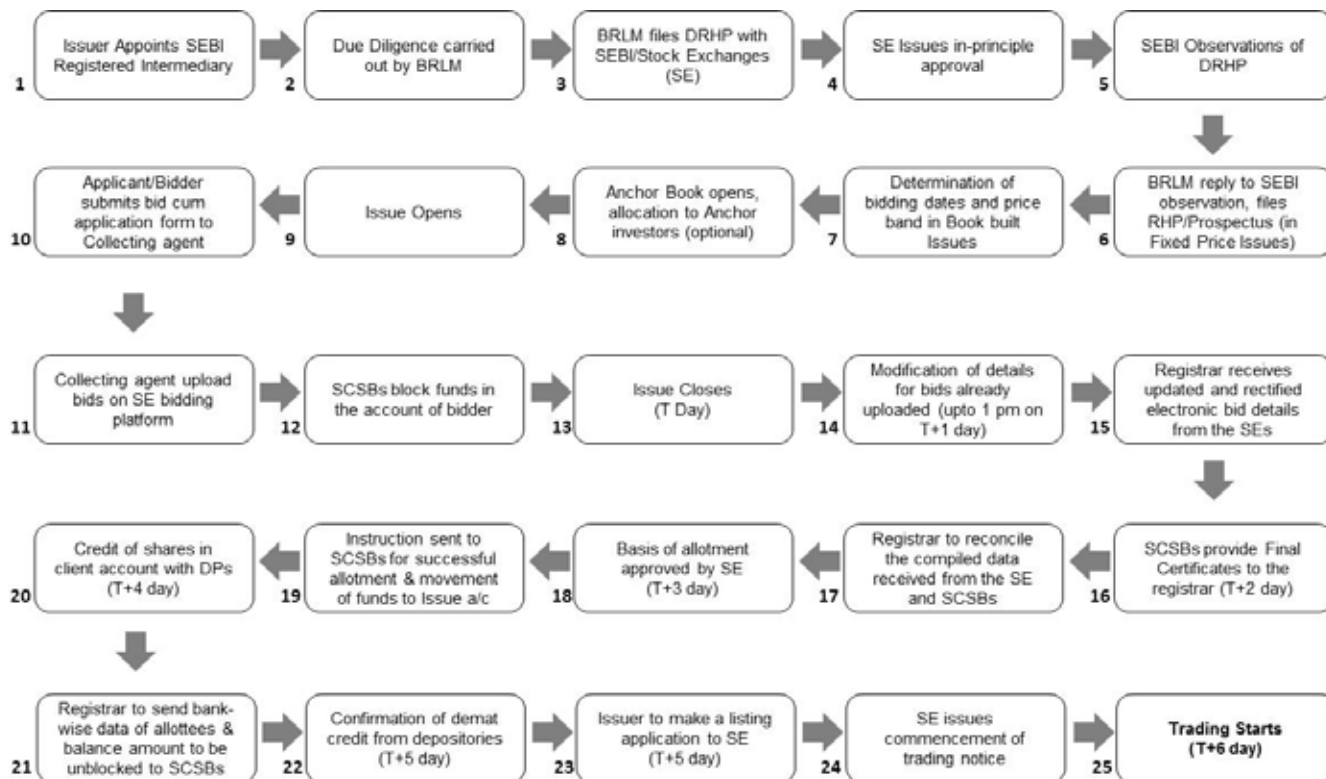 Issuer Appoints SEBI
Registered Intermediary
1
Due Diligence carried
out by BRLM
2
BRLM files DRHP with
SEBI/Stock Exchanges
(SE)
3
SE Issues in-principle
approval
4
SEBI Observations of
DRHP
5
BRLM reply to SEBI
observation, files
RHP/Prospectus (in
Fixed Price Issues)
6
Determination of
bidding dates and price
band in Book built
Issues
7
Anchor Book opens,
allocation to Anchor
investors (optional)
8
Issue Opens
9
Applicant/Bidder
submits bid cum
application form to
Collecting agent
10
Collecting agent upload
bids on SE bidding
platform
11
SCSBs block funds in
the account of bidder
12
Issue Closes
(T Day)
13
Modification of details
for bids already
uploaded (upto 1 pm on
T+1 day)
14
Registrar receives
updated and rectified
electronic bid details
from the SEs
15
SCSBs provide Final
Certificates to the
registrar (T+2 day)
16
Registrar to reconcile
the compiled data
received from the SE
and SCSBs
17
Basis of allotment
approved by SE
(T+3 day)
18
Instruction sent to
SCSBs for successful
allotment & movement
of funds to Issue a/c
19
Credit of shares in
client account with DPs
(T+4 day)
20
Registrar to send bank-
wise data of allottees &
balance amount to be
unblocked to SCSBs
21
Confirmation of demat
credit from depositories
(T+5 day)
22
Issuer to make a listing
application to SE
(T+5 day)
23
SE issues
commencement of
trading notice
24
Trading Starts
(T+6 day)
25